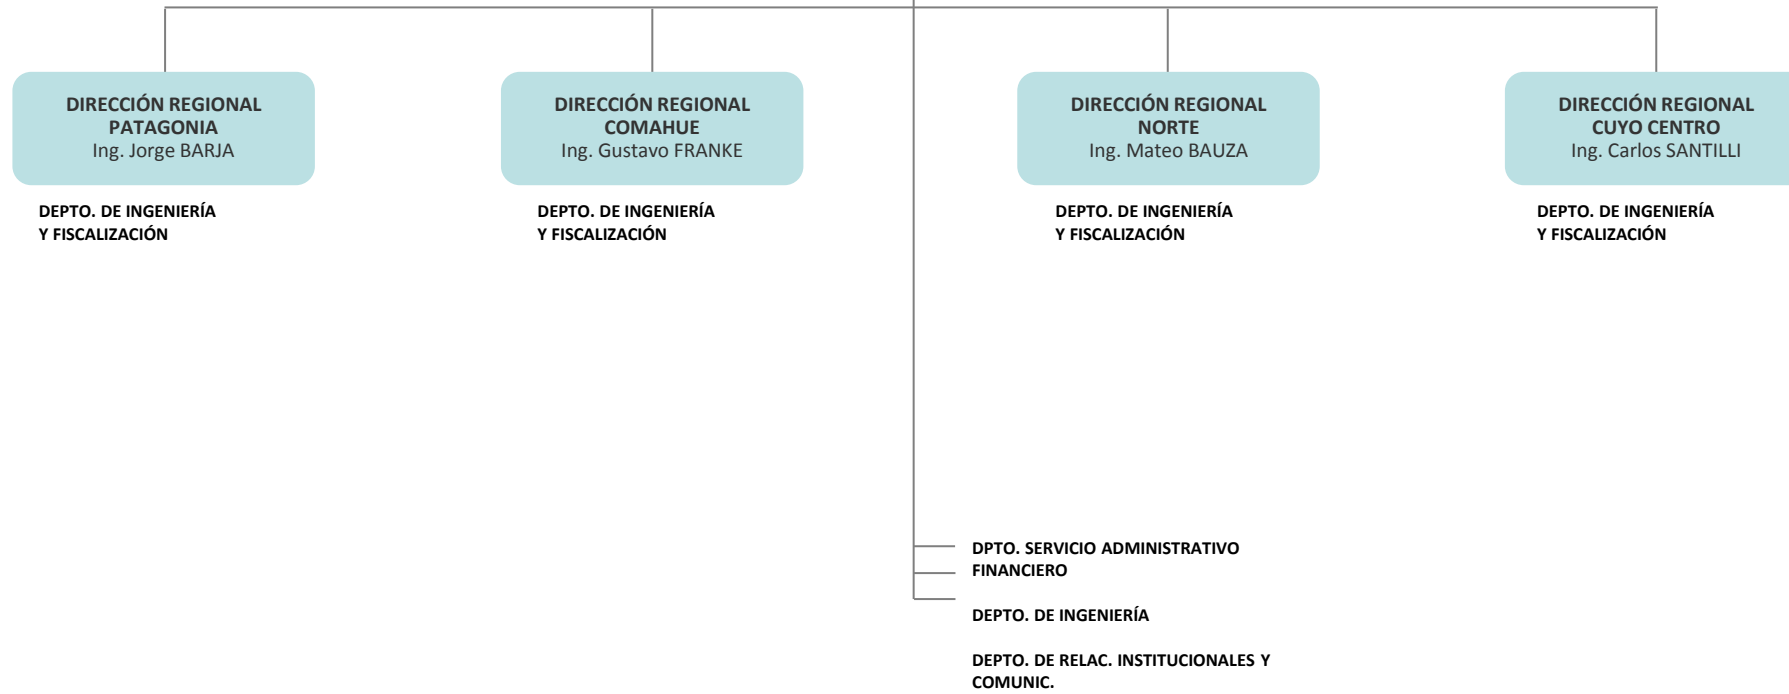 DIRECCIÓN REGIONAL
PATAGONIA
Ing. Jorge BARJA
DEPTO. DE INGENIERÍA
Y FISCALIZACIÓN
DIRECCIÓN REGIONAL
COMAHUE
Ing. Gustavo FRANKE
DEPTO. DE INGENIERÍA
Y FISCALIZACIÓN
DIRECCIÓN REGIONAL
NORTE
Ing. Mateo BAUZA
DEPTO. DE INGENIERÍA
Y FISCALIZACIÓN
DIRECCIÓN REGIONAL
CUYO CENTRO
Ing. Carlos SANTILLI
DEPTO. DE INGENIERÍA
Y FISCALIZACIÓN
DPTO. SERVICIO ADMINISTRATIVO
FINANCIERO
DEPTO. DE INGENIERÍA
DEPTO. DE RELAC. INSTITUCIONALES Y
COMUNIC.